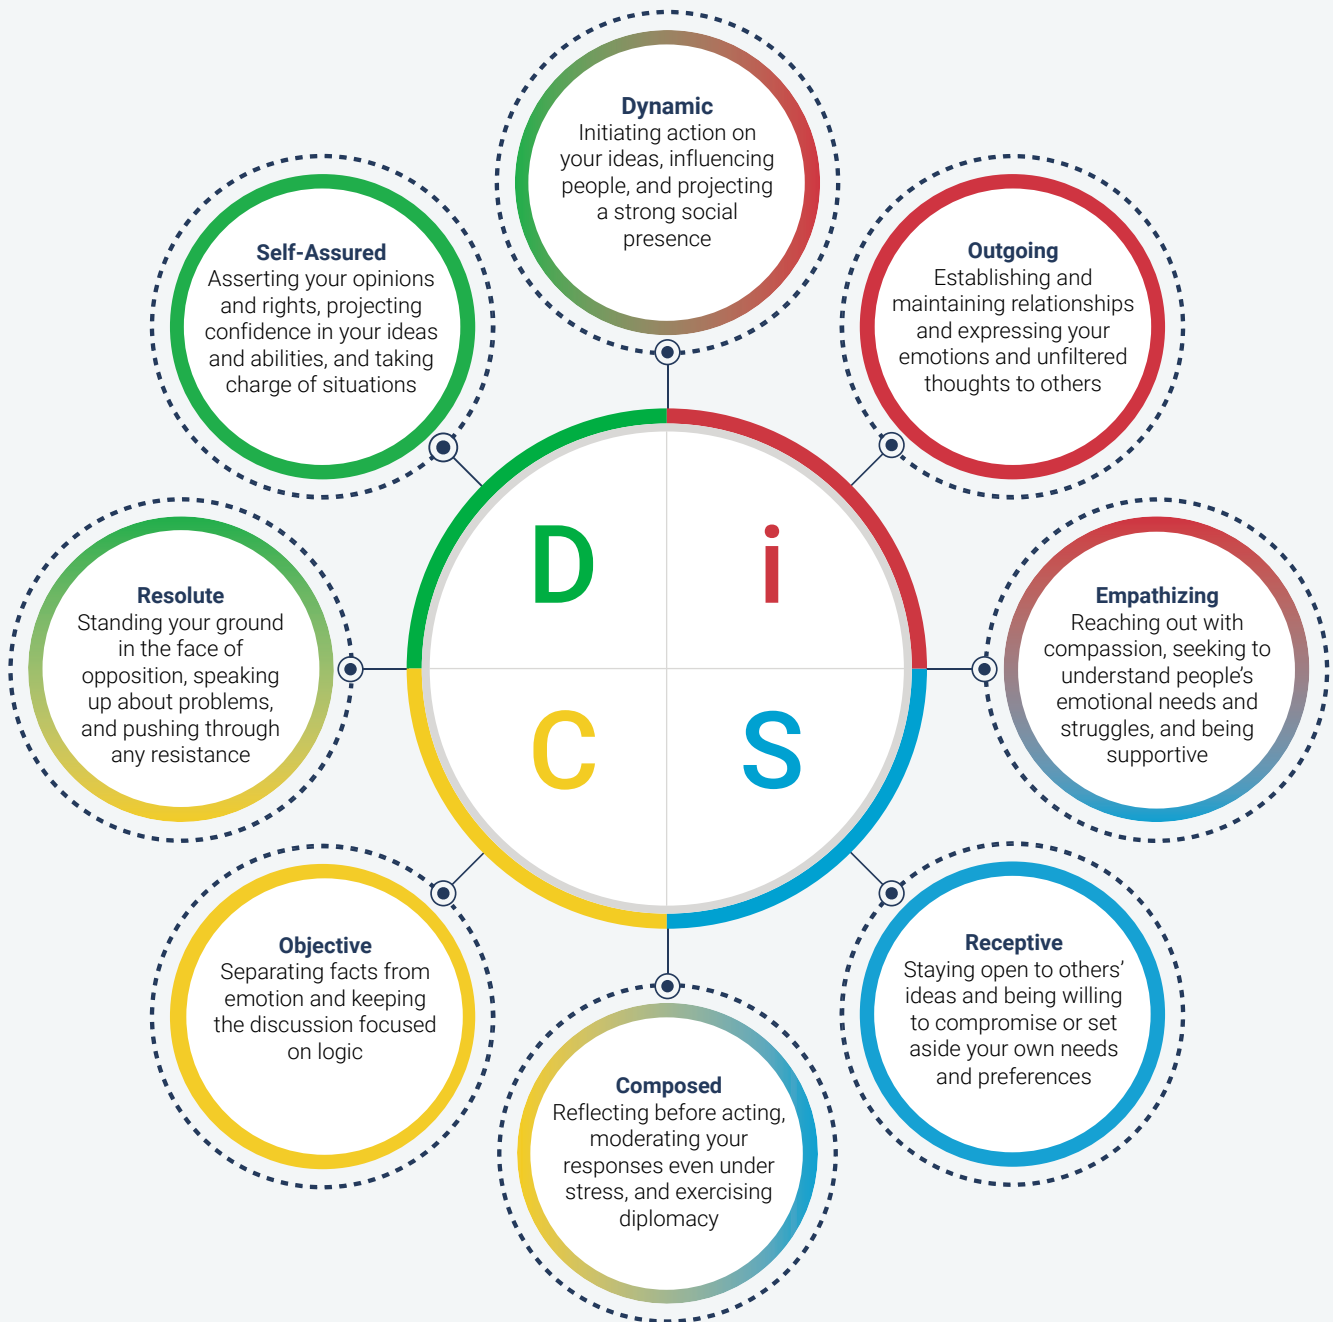 Dynamic
Initiating action on
your ideas, influencing
people, and projecting
a strong social
presence
Self-Assured
Asserting your opinions
and rights, projecting
confidence in your ideas
and abilities, and taking
charge of situations
Outgoing
Establishing and
maintaining relationships
and expressing your
emotions and unfiltered
thoughts to others
D
i
Resolute
Standing your ground
in the face of
opposition, speaking
up about problems,
and pushing through
any resistance
Empathizing
Reaching out with
compassion, seeking to
understand people’s
emotional needs and
struggles, and being
supportive
C
S
Objective
Separating facts from
emotion and keeping
the discussion focused
on logic
Receptive
Staying open to others’
ideas and being willing
to compromise or set
aside your own needs
and preferences
Composed
Reflecting before acting,
moderating your
responses even under
stress, and exercising
diplomacy